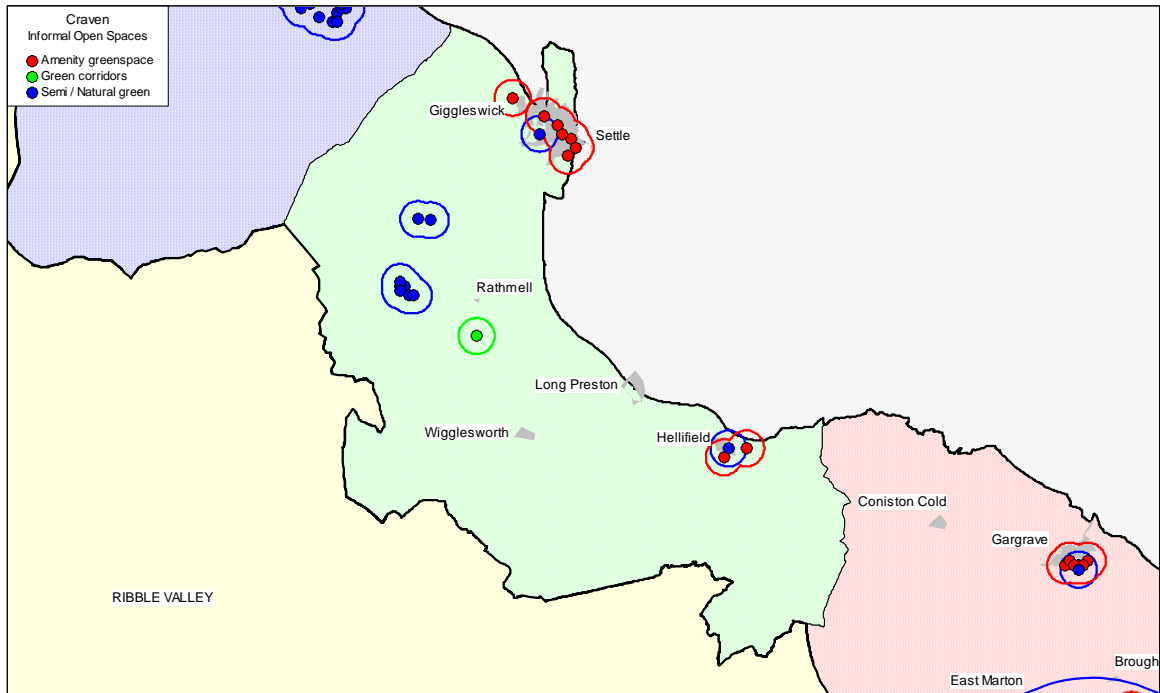 Craven
Informal Open Spaces
Amenity greenspace
Green corridors
Semi / Natural green
Giggleswick
Settle
Rathmell
Long Preston
Wigglesworth
Hellifield
Coniston Cold
Gargrave
RIBBLE VALLEY
Brough
East Marton